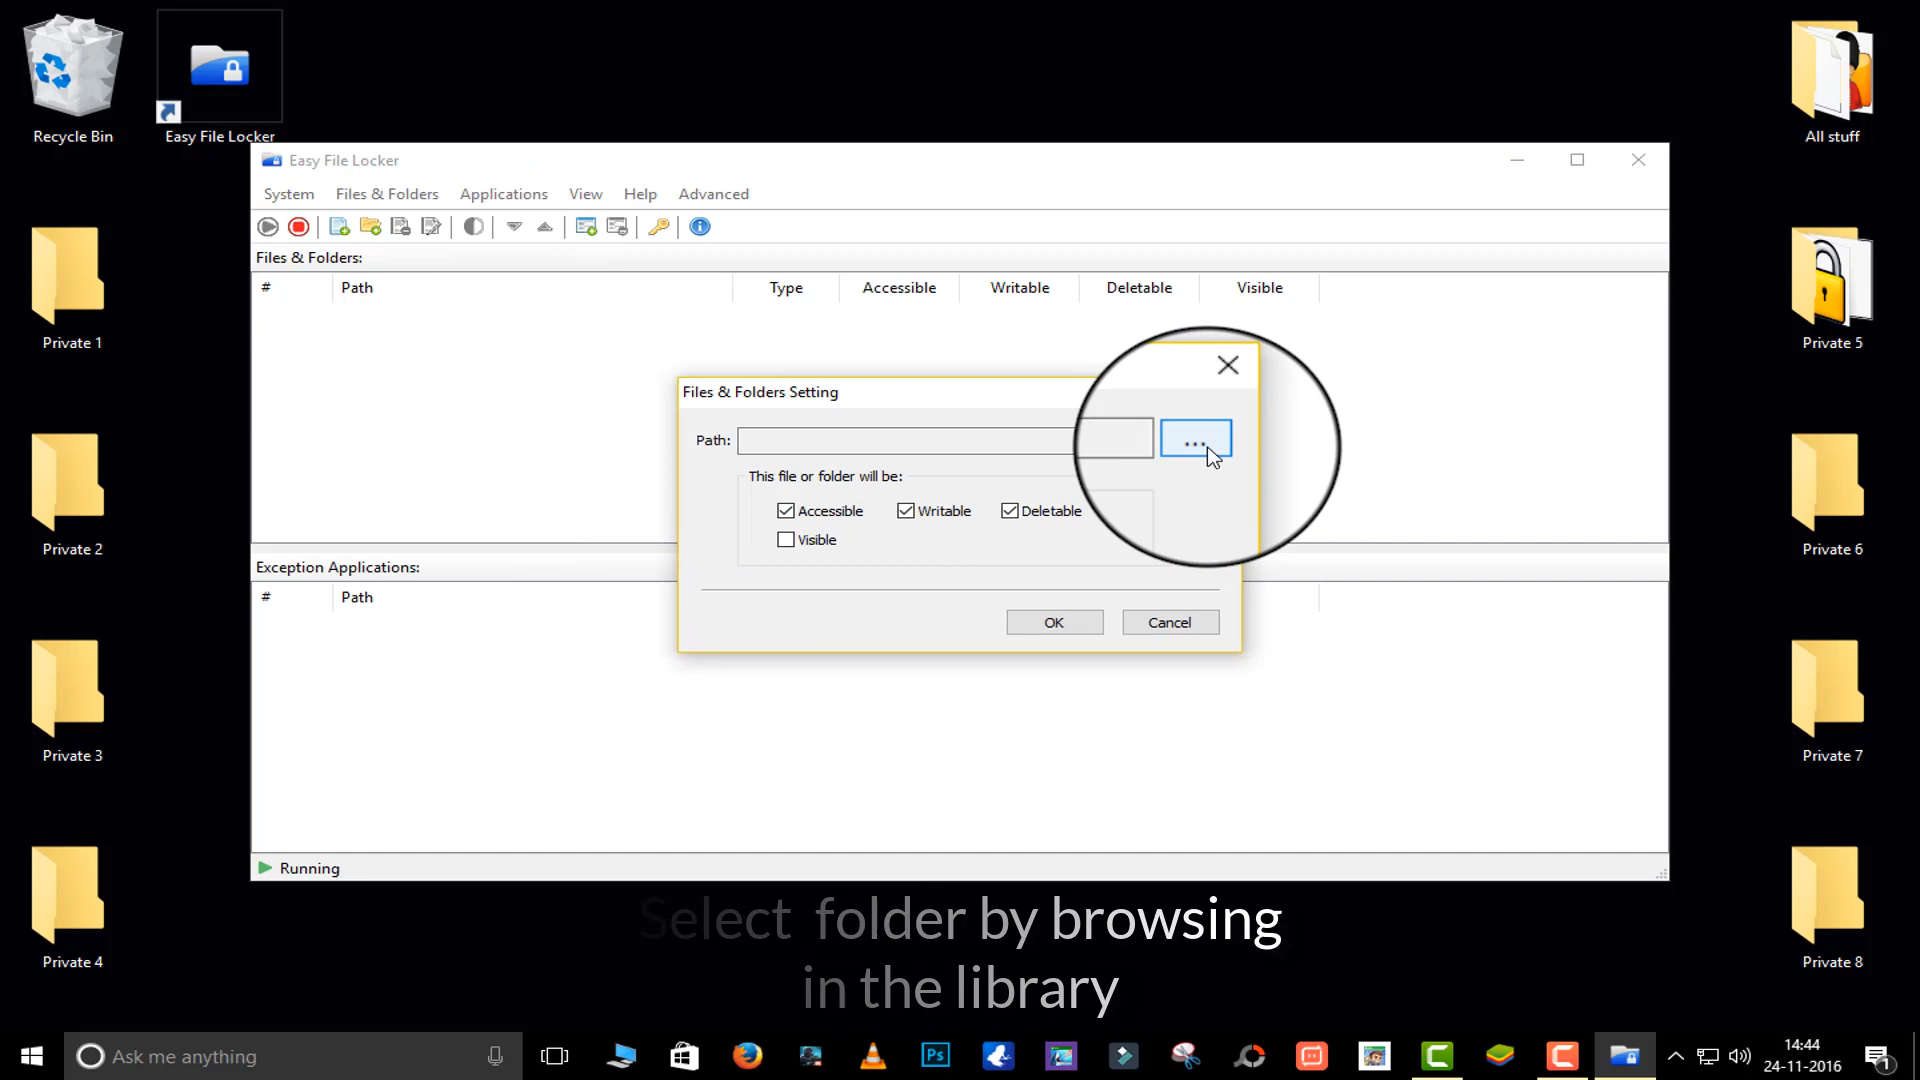 Recycle Bin
Easy File Locker
All stuff
Easy File Locker
System Files & Folders Applications View Help Advanced
Files & Folders:
# Path Type Accessible Writable Deletable Visible
Private 1
Private 5
Files & Folders Setting
Path: ...
This file or folder will be:
Accessible Writable Deletable
Visible
Private 2
Private 6
Exception Applications:
# Path
OK Cancel
Private 3
Private 7
Running
Select folder by browsing
in the library
Private 4
Private 8
Ask me anything
Ps
14:44
24-11-2016
1